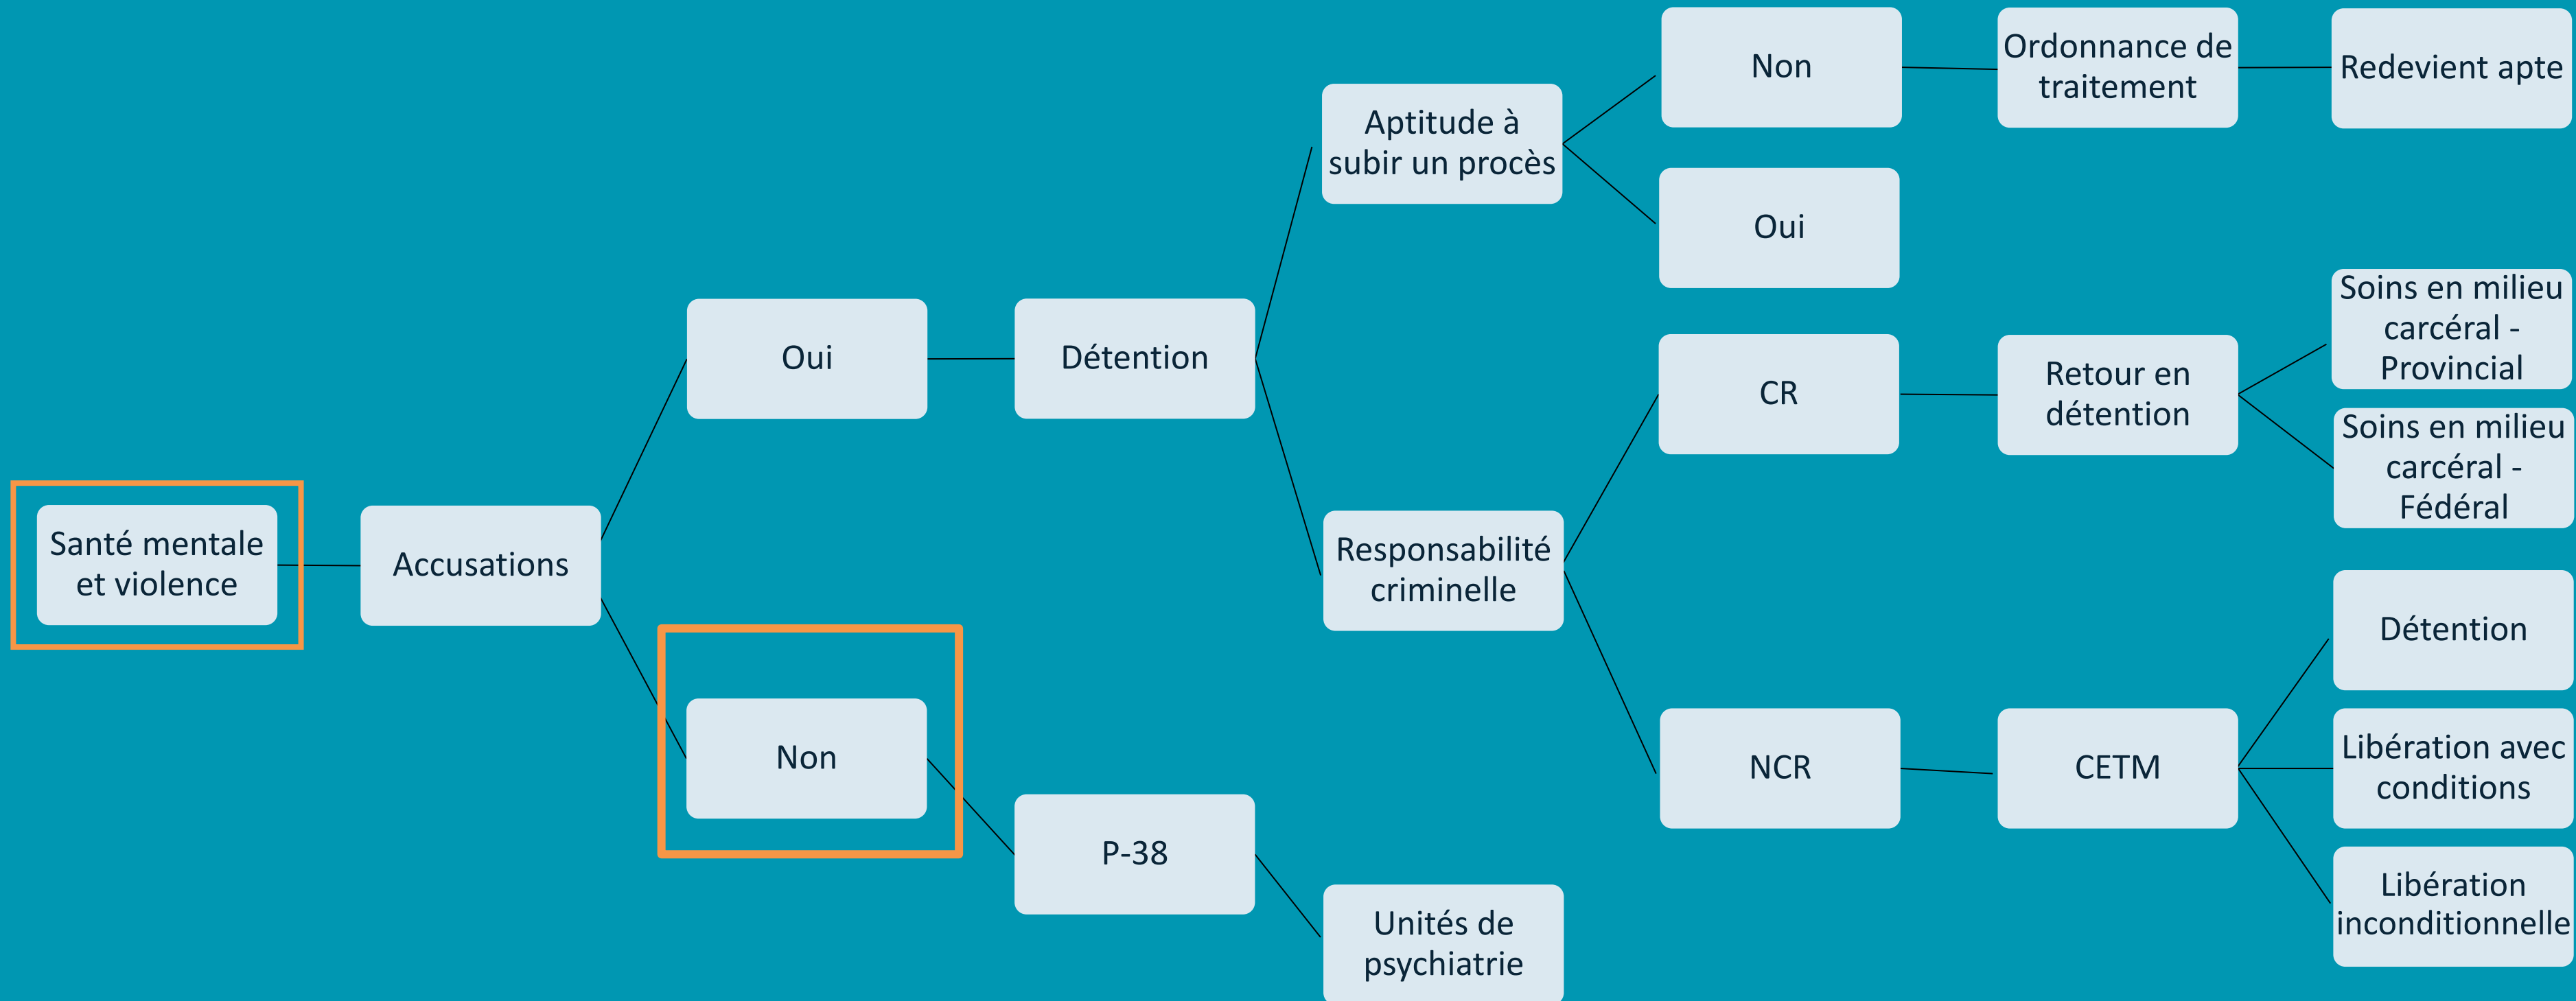 Santé mentale
et violence
Accusations
Oui
Non
Détention
P-38
Aptitude à
subir un procès
Responsabilité
criminelle
Unités de
psychiatrie
Non
Oui
CR
NCR
Ordonnance de
traitement
Retour en
détention
CETM
Redevient apte
Soins en milieu
carcéral -
Provincial
Soins en milieu
carcéral -
Fédéral
Détention
Libération avec
conditions
Libération
inconditionnelle